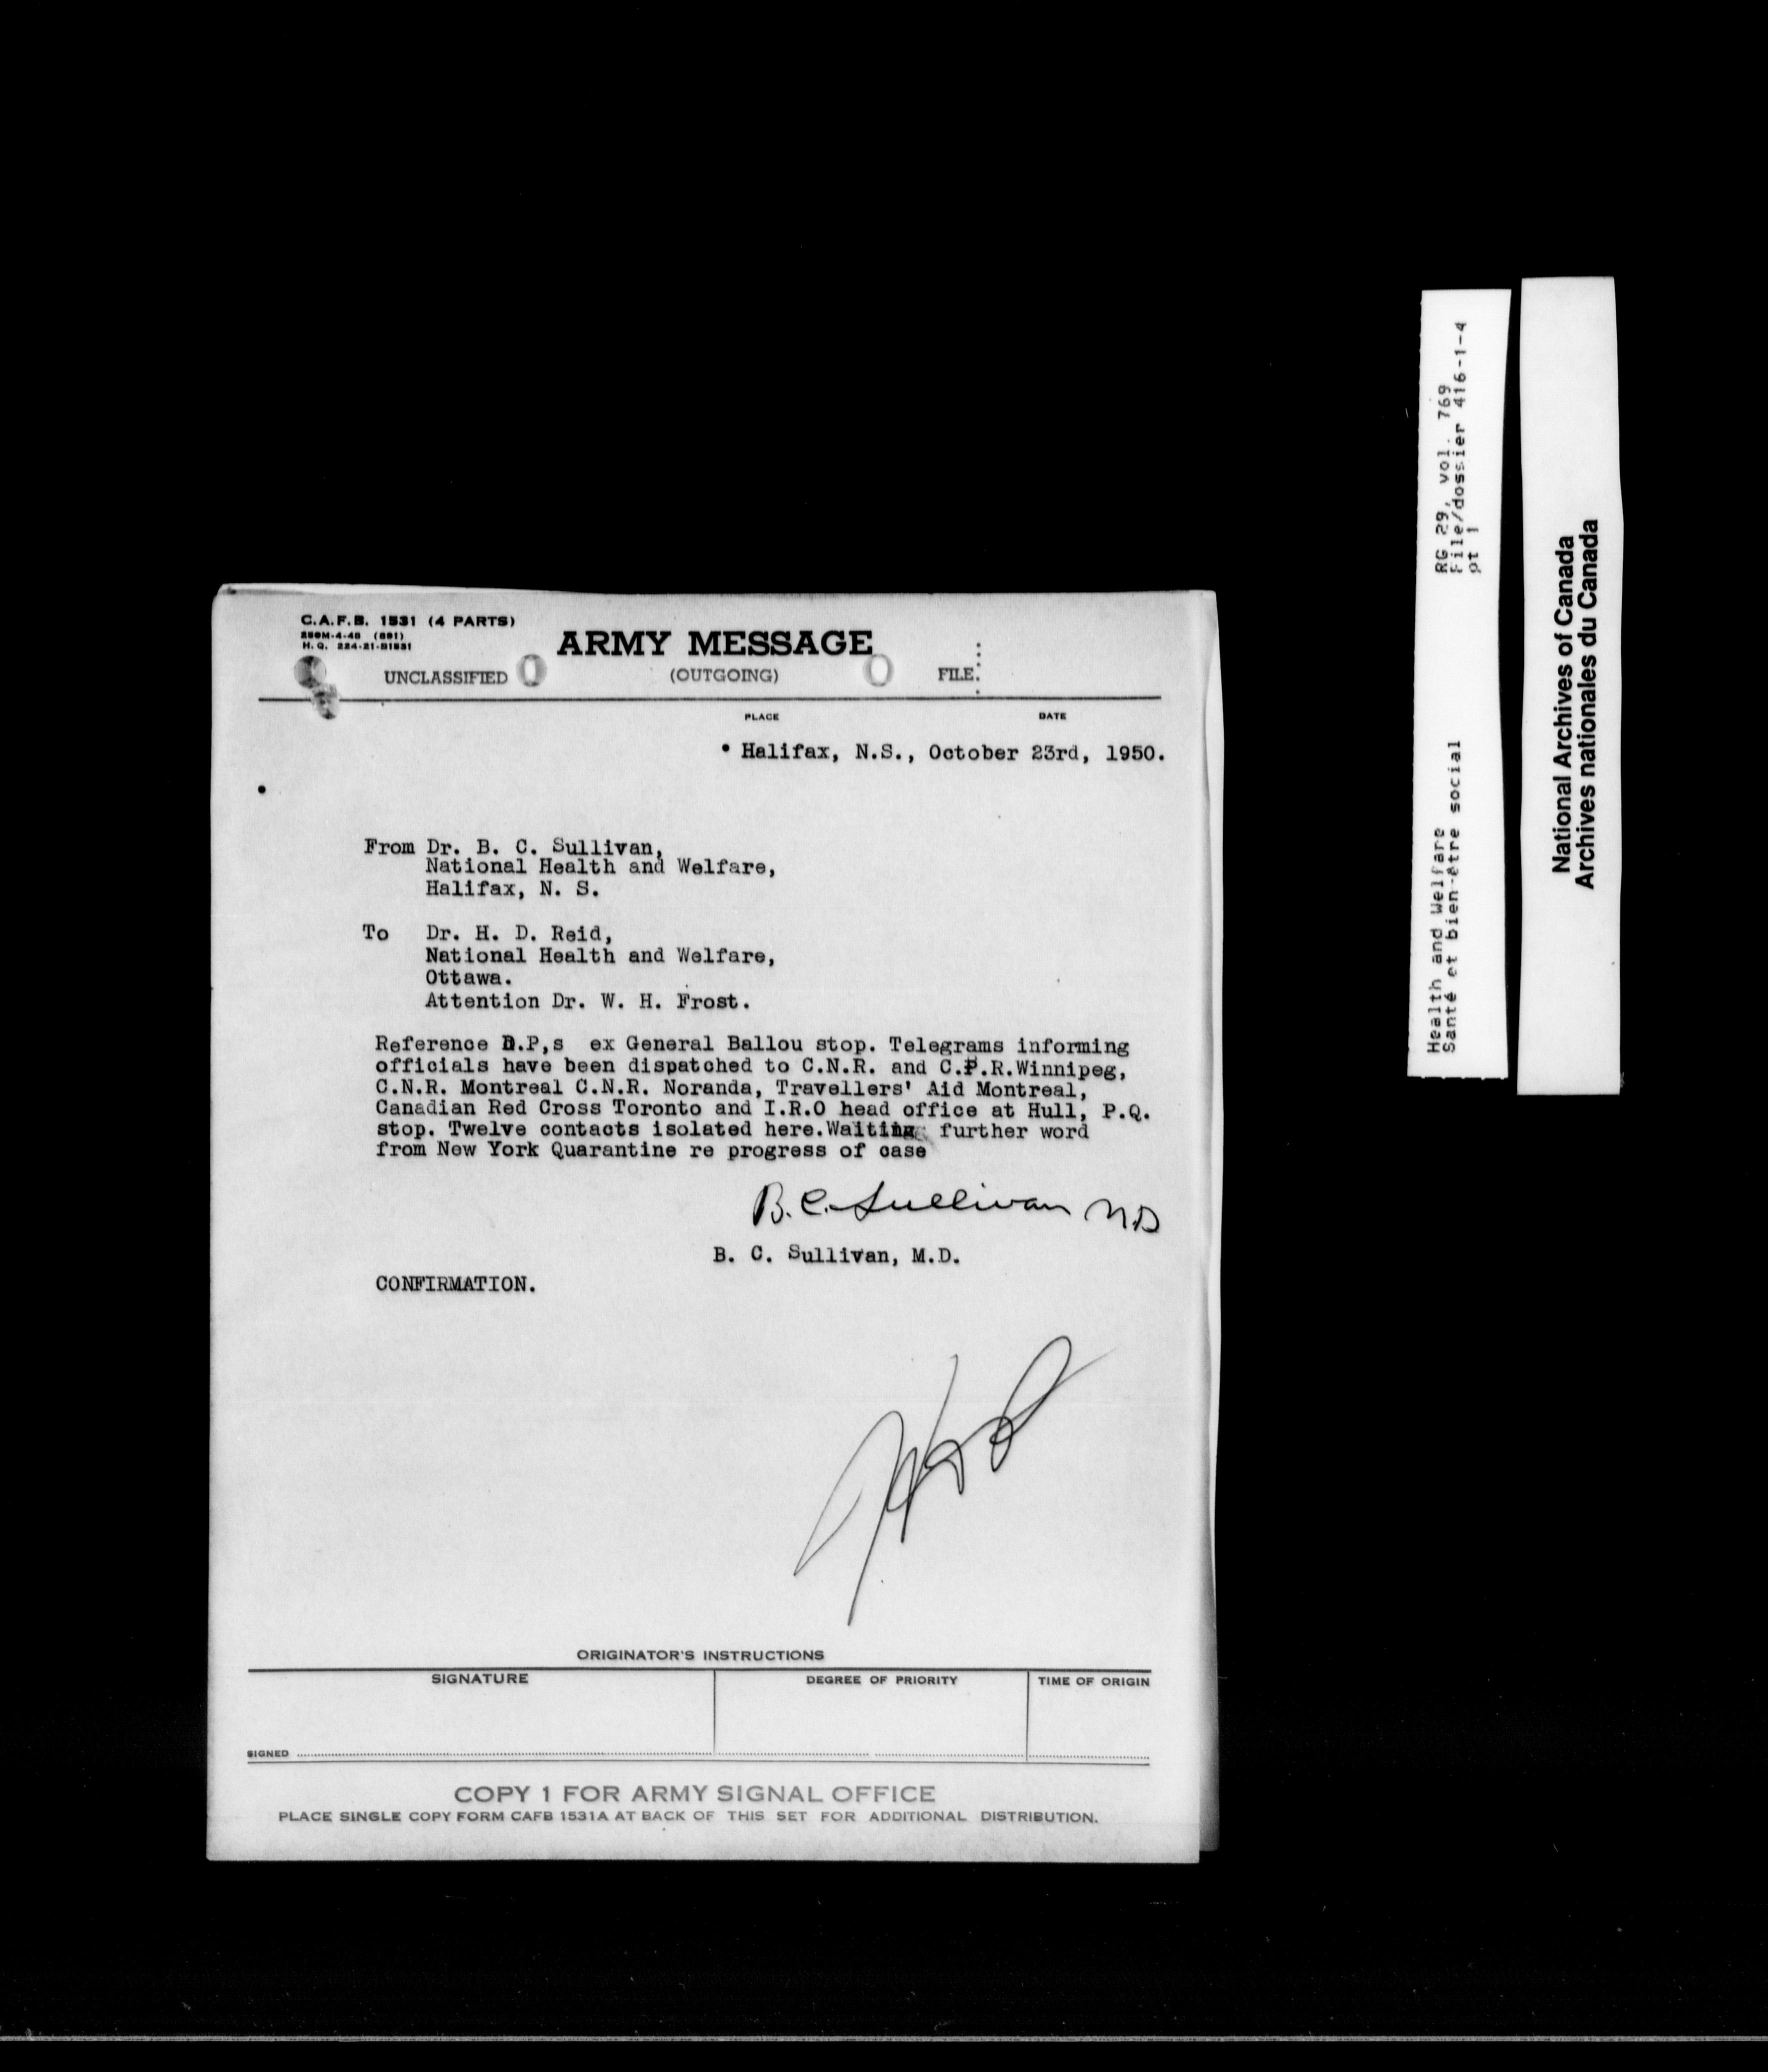 C.A.F.B. 1531 (4 PARTS)
250M-4-48 (891)
H.Q. 224-21-B1531
ARMY MESSAGE
UNCLASSIFIED
(OUTGOING)
FILE:
PLACE
DATE
Halifax, N.S., October 23rd, 1950.
From Dr. B. C. Sullivan,
National Health and Welfare,
Halifax, N. S.
To Dr. H. D. Reid,
National Health and Welfare,
Ottawa.
Attention Dr. W. H. Frost.
Reference D.P,s ex General Ballou stop. Telegrams informing
officials have been dispatched to C.N.R. and C.P.R.Winnipeg,
C.N.R. Montreal C.N.R. Noranda, Travellers' Aid Montreal,
Canadian Red Cross Toronto and I.R.O head office at Hull, P.Q.
stop. Twelve contacts isolated here.Waiting further word
from New York Quarantine re progress of case
B.C. Sullivan MD
B. C. Sullivan, M.D.
CONFIRMATION.
ORIGINATOR'S INSTRUCTIONS
SIGNATURE
DEGREE OF PRIORITY
TIME OF ORIGIN
SIGNED
COPY 1 FOR ARMY SIGNAL OFFICE
PLACE SINGLE COPY FORM CAFB 1531A AT BACK OF THIS SET FOR ADDITIONAL DISTRIBUTION.
Health and Welfare
Santé et bien-être social
RG 29, vol. 769
File/dossier 416-1-4
pt 1
National Archives of Canada
Archives nationales du Canada